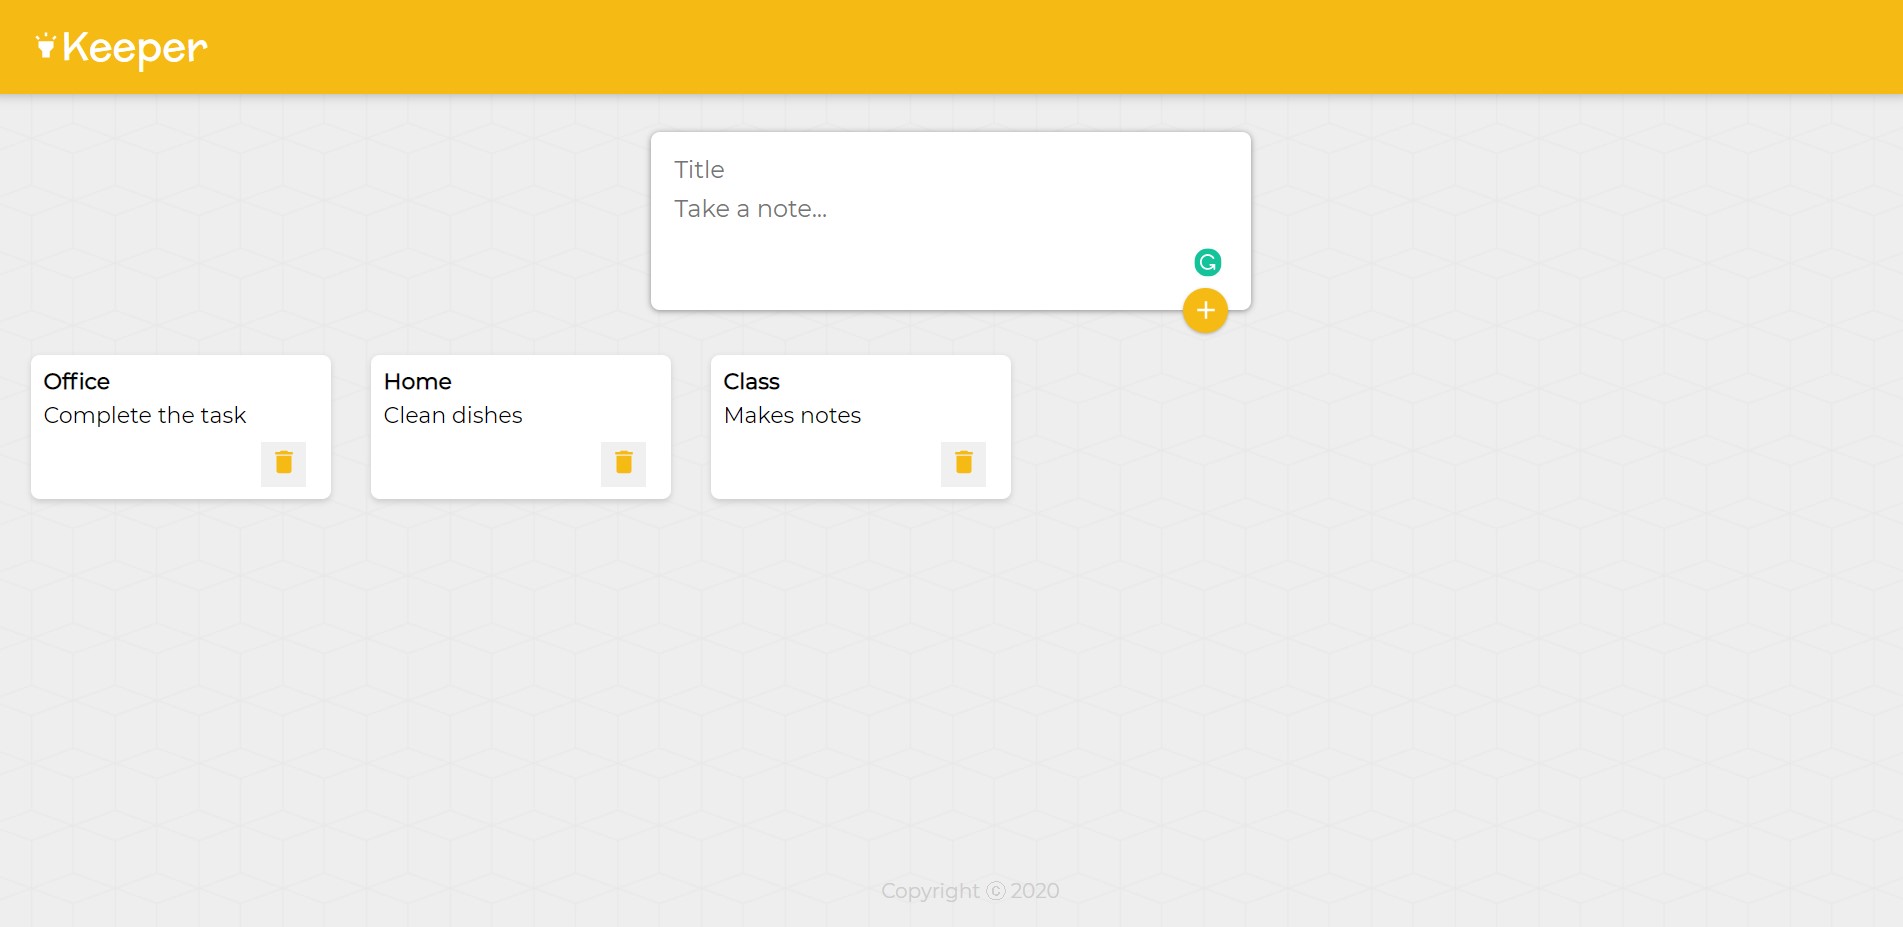 Keeper
Title
Take a note...
Office
Complete the task
Home
Clean dishes
Class
Makes notes
Copyright ⓒ 2020